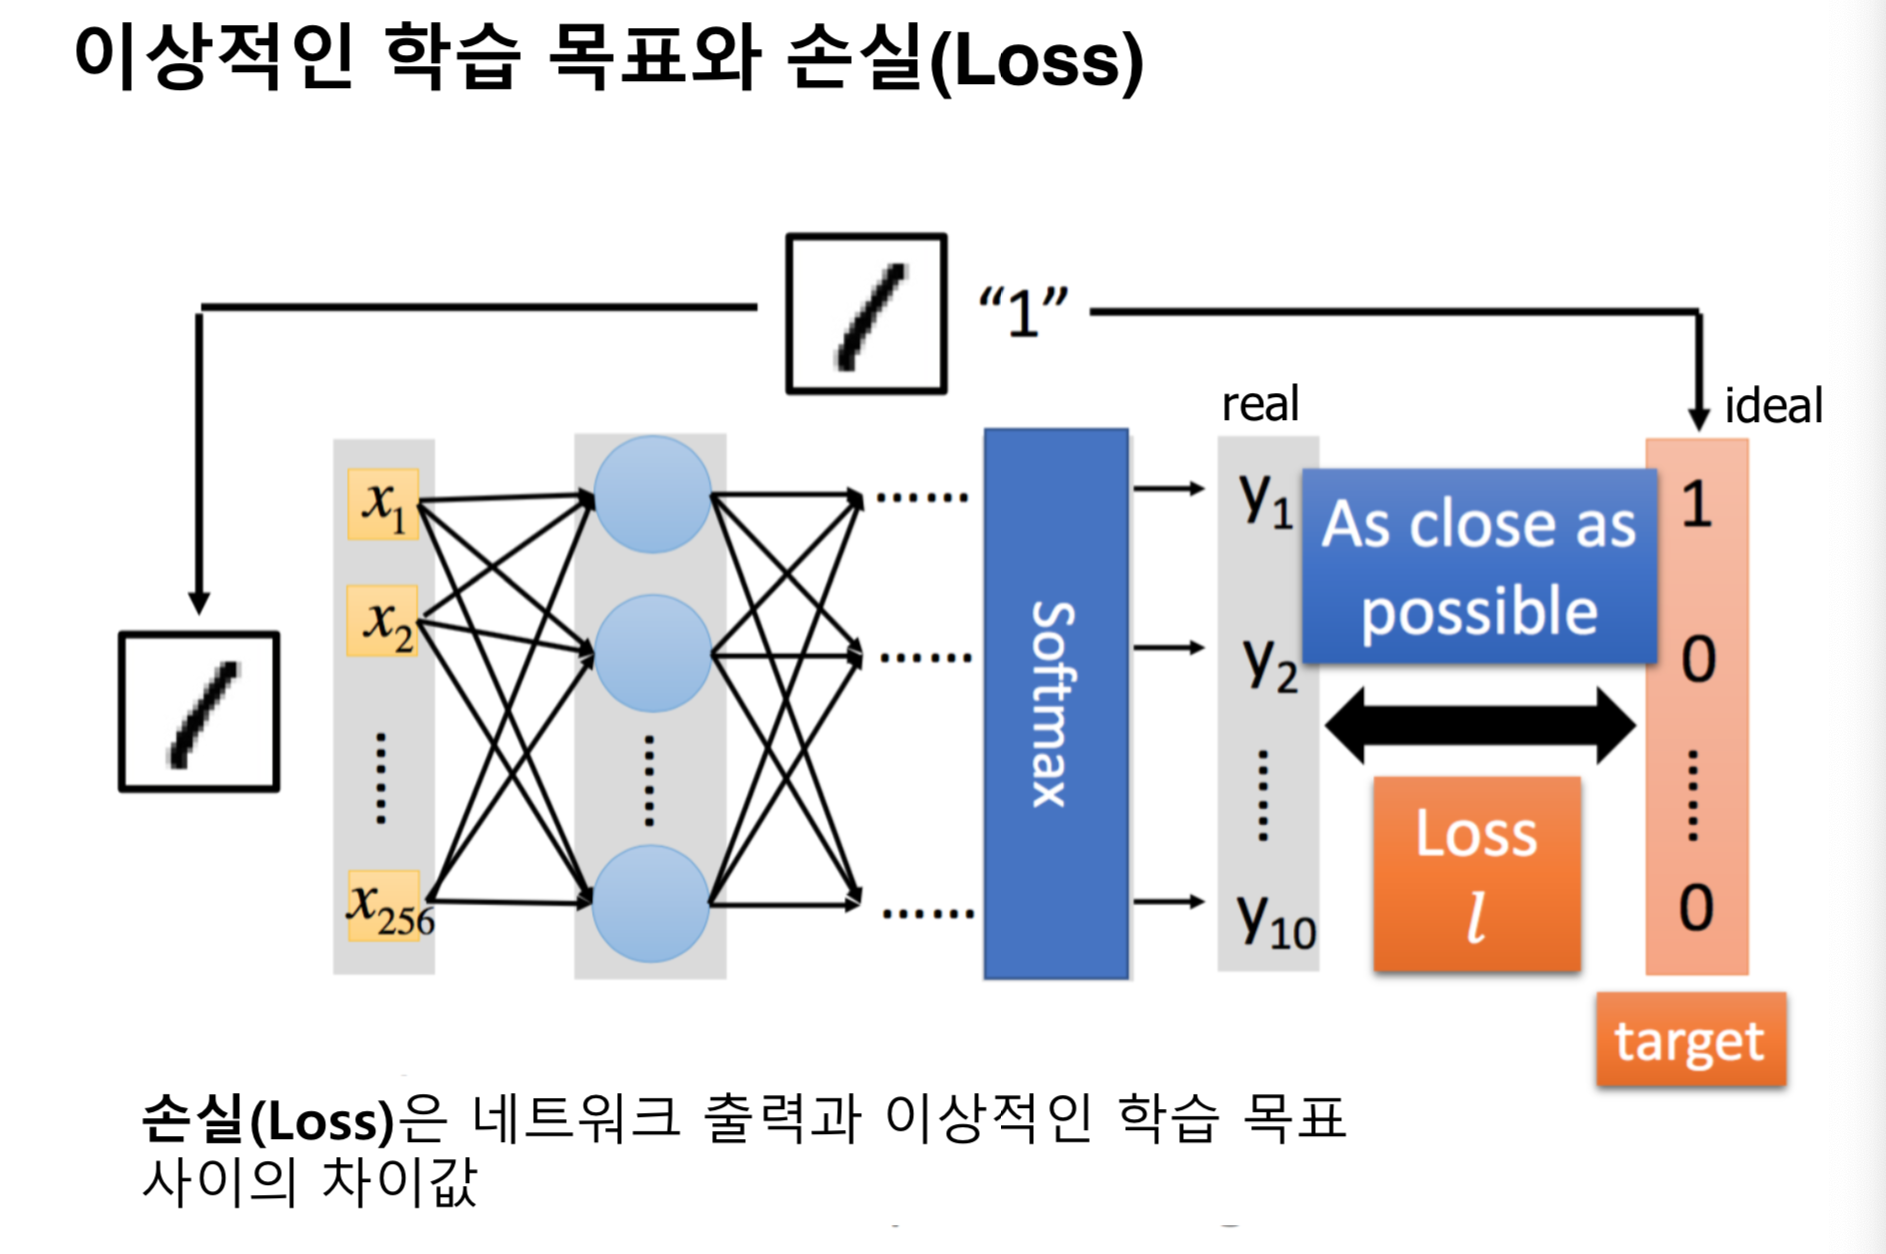 이상적인 학습 목표와 손실(Loss)
“1”
real
ideal
x1
x2
......
x256
......
......
......
......
Softmax
y1
y2
......
y10
As close as
possible
Loss
l
1
0
......
0
target
손실(Loss)은 네트워크 출력과 이상적인 학습 목표
사이의 차이값